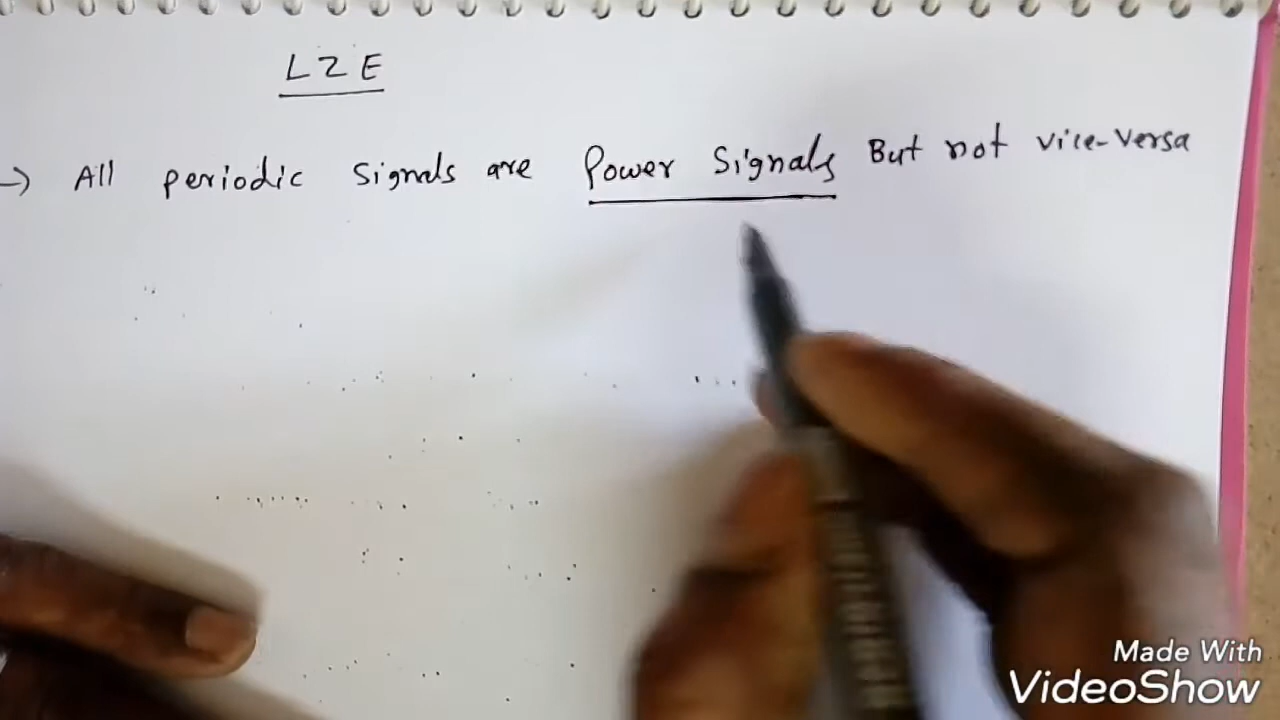 LZE
→ All periodic signals are Power Signals But not vice-versa
Made With
VideoShow